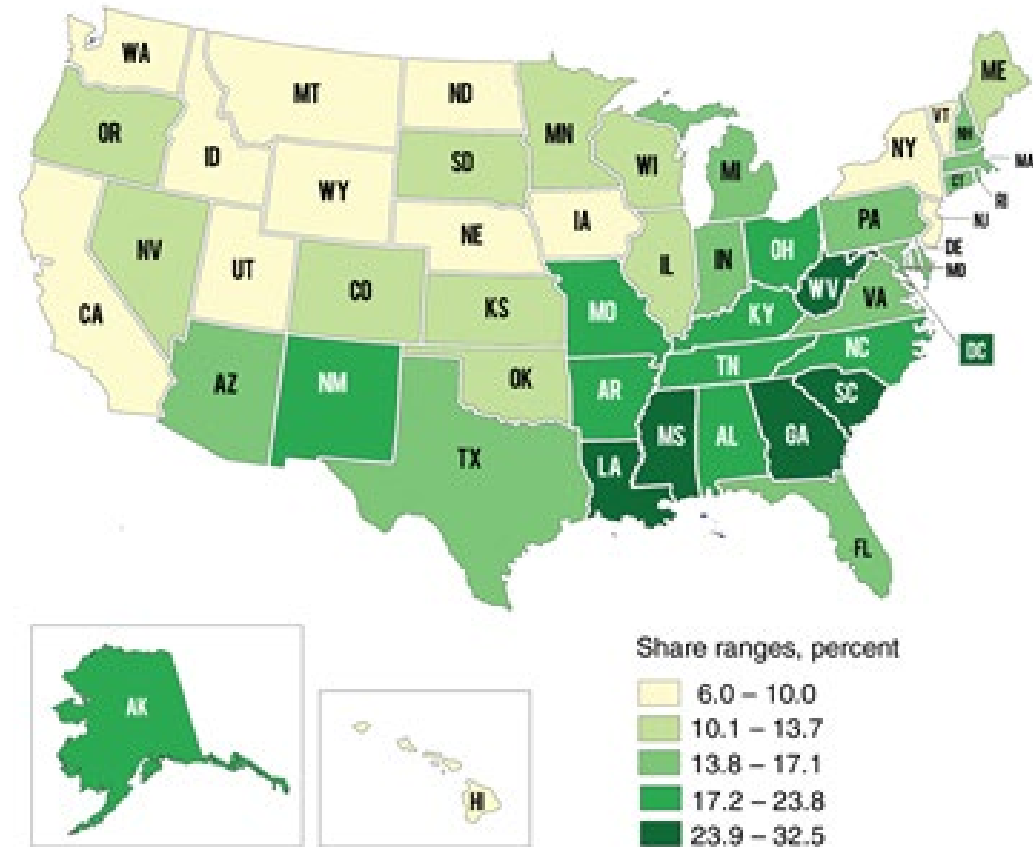 WA
MT
ND
MN
ME
VT
NH
OR
ID
SD
WI
MI
NY
MA
WY
CT
RI
IA
PA
NJ
NE
NV
UT
IL
IN
OH
DE
MD
CO
WV
VA
CA
KS
MO
KY
DC
NC
TN
AZ
NM
OK
AR
SC
MS
AL
GA
TX
LA
FL
AK
HI
Share ranges, percent
6.0 – 10.0
10.1 – 13.7
13.8 – 17.1
17.2 – 23.8
23.9 – 32.5